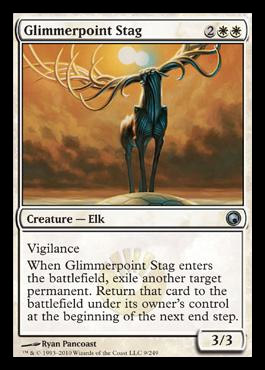 Glimmerpoint Stag 2
Creature — Elk
Vigilance
When Glimmerpoint Stag enters
the battlefield, exile another target
permanent. Return that card to the
battlefield under its owner's control
at the beginning of the next end step.
Ryan Pancoast
3/3
™ & © 1993–2010 Wizards of the Coast LLC 9/249